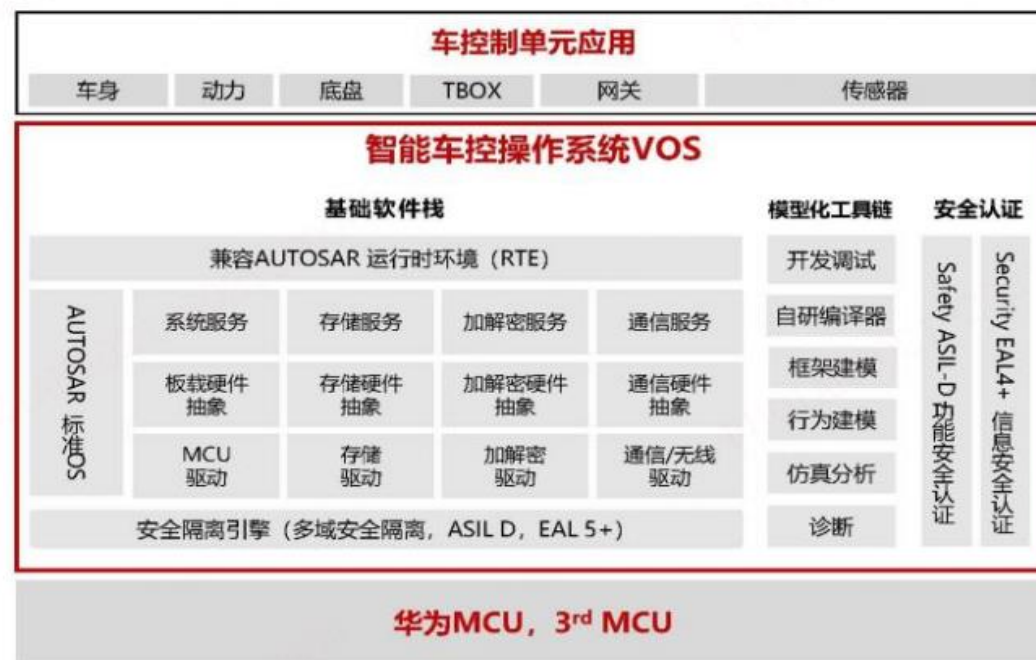 车控制单元应用
车身 动力 底盘 TBOX 网关 传感器
智能车控操作系统VOS
基础软件栈
兼容AUTOSAR 运行时环境（RTE）
AUTOSAR 标准OS
系统服务 存储服务 加解密服务 通信服务
板载硬件
抽象
存储硬件
抽象
加解密硬件
抽象
通信硬件
抽象
MCU
驱动
存储
驱动
加解密
驱动
通信/无线
驱动
安全隔离引擎（多域安全隔离，ASIL D，EAL 5+）
模型化工具链
开发调试
自研编译器
框架建模
行为建模
仿真分析
诊断
安全认证
Safety ASIL-D 功能安全认证
Security EAL4+ 信息安全认证
华为MCU，3rd MCU